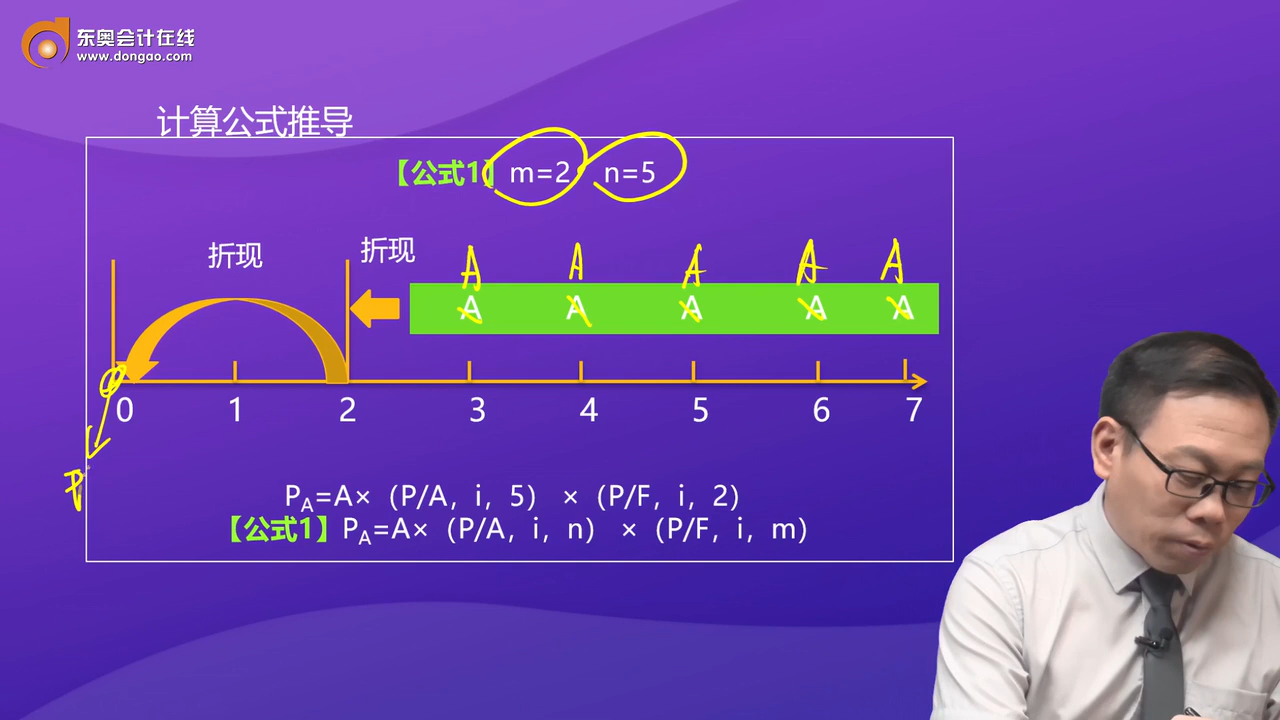 东奥会计在线
www.dongao.com
计算公式推导
【公式1】 m=2 n=5
折现 折现
A A A A A
A A A A A
0 1 2 3 4 5 6 7
P
PA=A×（P/A，i，5） ×（P/F，i，2）
【公式1】PA=A×（P/A，i，n） ×（P/F，i，m）